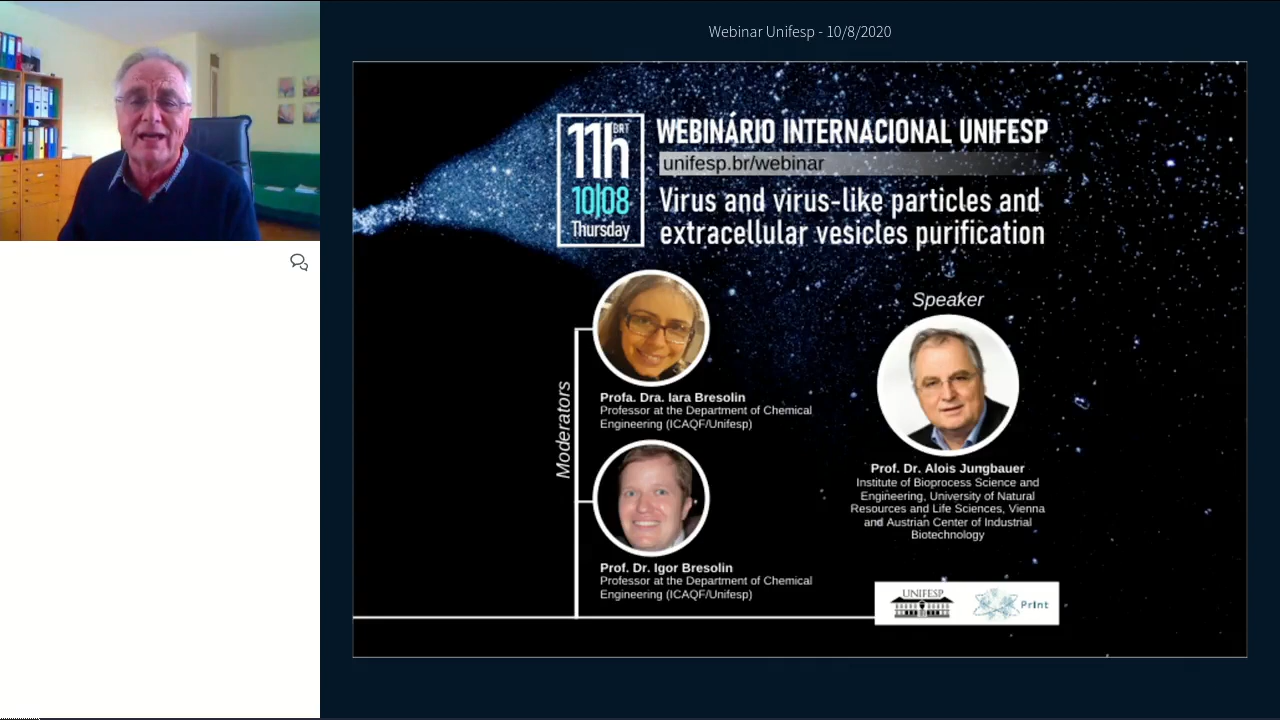 Webinar Unifesp - 10/8/2020
11h BRT
10|08
Thursday
WEBINÁRIO INTERNACIONAL UNIFESP
unifesp.br/webinar
Virus and virus-like particles and
extracellular vesicles purification
Moderators
Profa. Dra. Iara Bresolin
Professor at the Department of Chemical
Engineering (ICAQF/Unifesp)
Prof. Dr. Igor Bresolin
Professor at the Department of Chemical
Engineering (ICAQF/Unifesp)
Speaker
Prof. Dr. Alois Jungbauer
Institute of Bioprocess Science and
Engineering, University of Natural
Resources and Life Sciences, Vienna
and Austrian Center of Industrial
Biotechnology
UNIFESP
Print